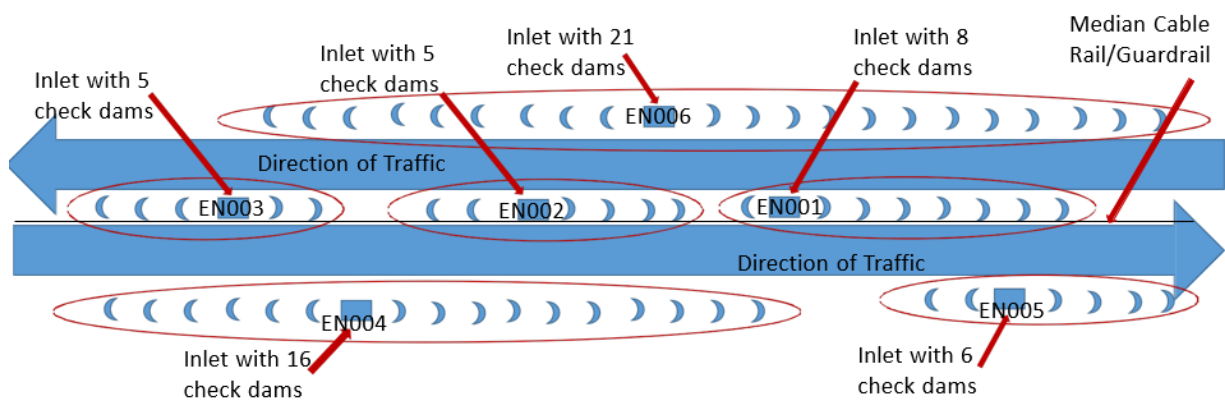 Inlet with 21
check dams
Inlet with 8
check dams
Median Cable
Rail/Guardrail
Inlet with 5
check dams
Inlet with 5
check dams
EN006
Direction of Traffic
EN003
EN002
EN001
Direction of Traffic
EN004
EN005
Inlet with 16
check dams
Inlet with 6
check dams